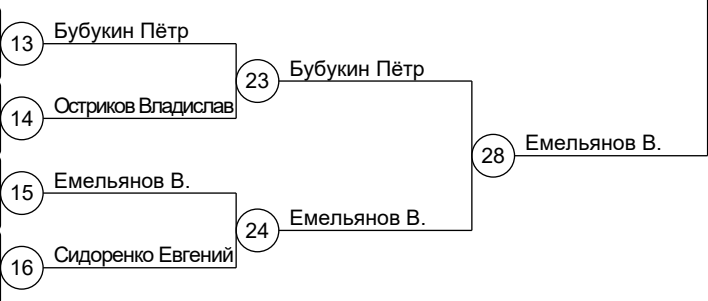 13 Бубукин Пётр
23 Бубукин Пётр
14 Остриков Владислав
28 Емельянов В.
15 Емельянов В.
24 Емельянов В.
16 Сидоренко Евгений